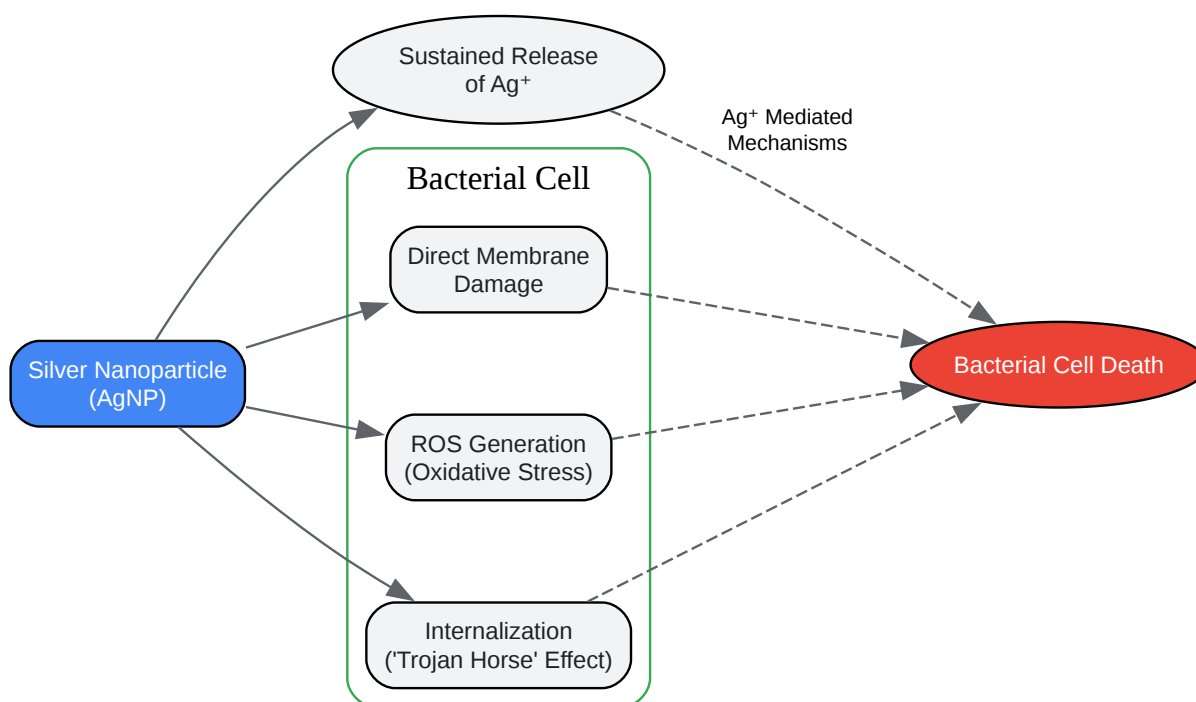 Sustained Release
of Ag⁺
Ag⁺ Mediated
Mechanisms
Bacterial Cell
Direct Membrane
Damage
Silver Nanoparticle
(AgNP)
Bacterial Cell Death
ROS Generation
(Oxidative Stress)
Internalization
('Trojan Horse' Effect)